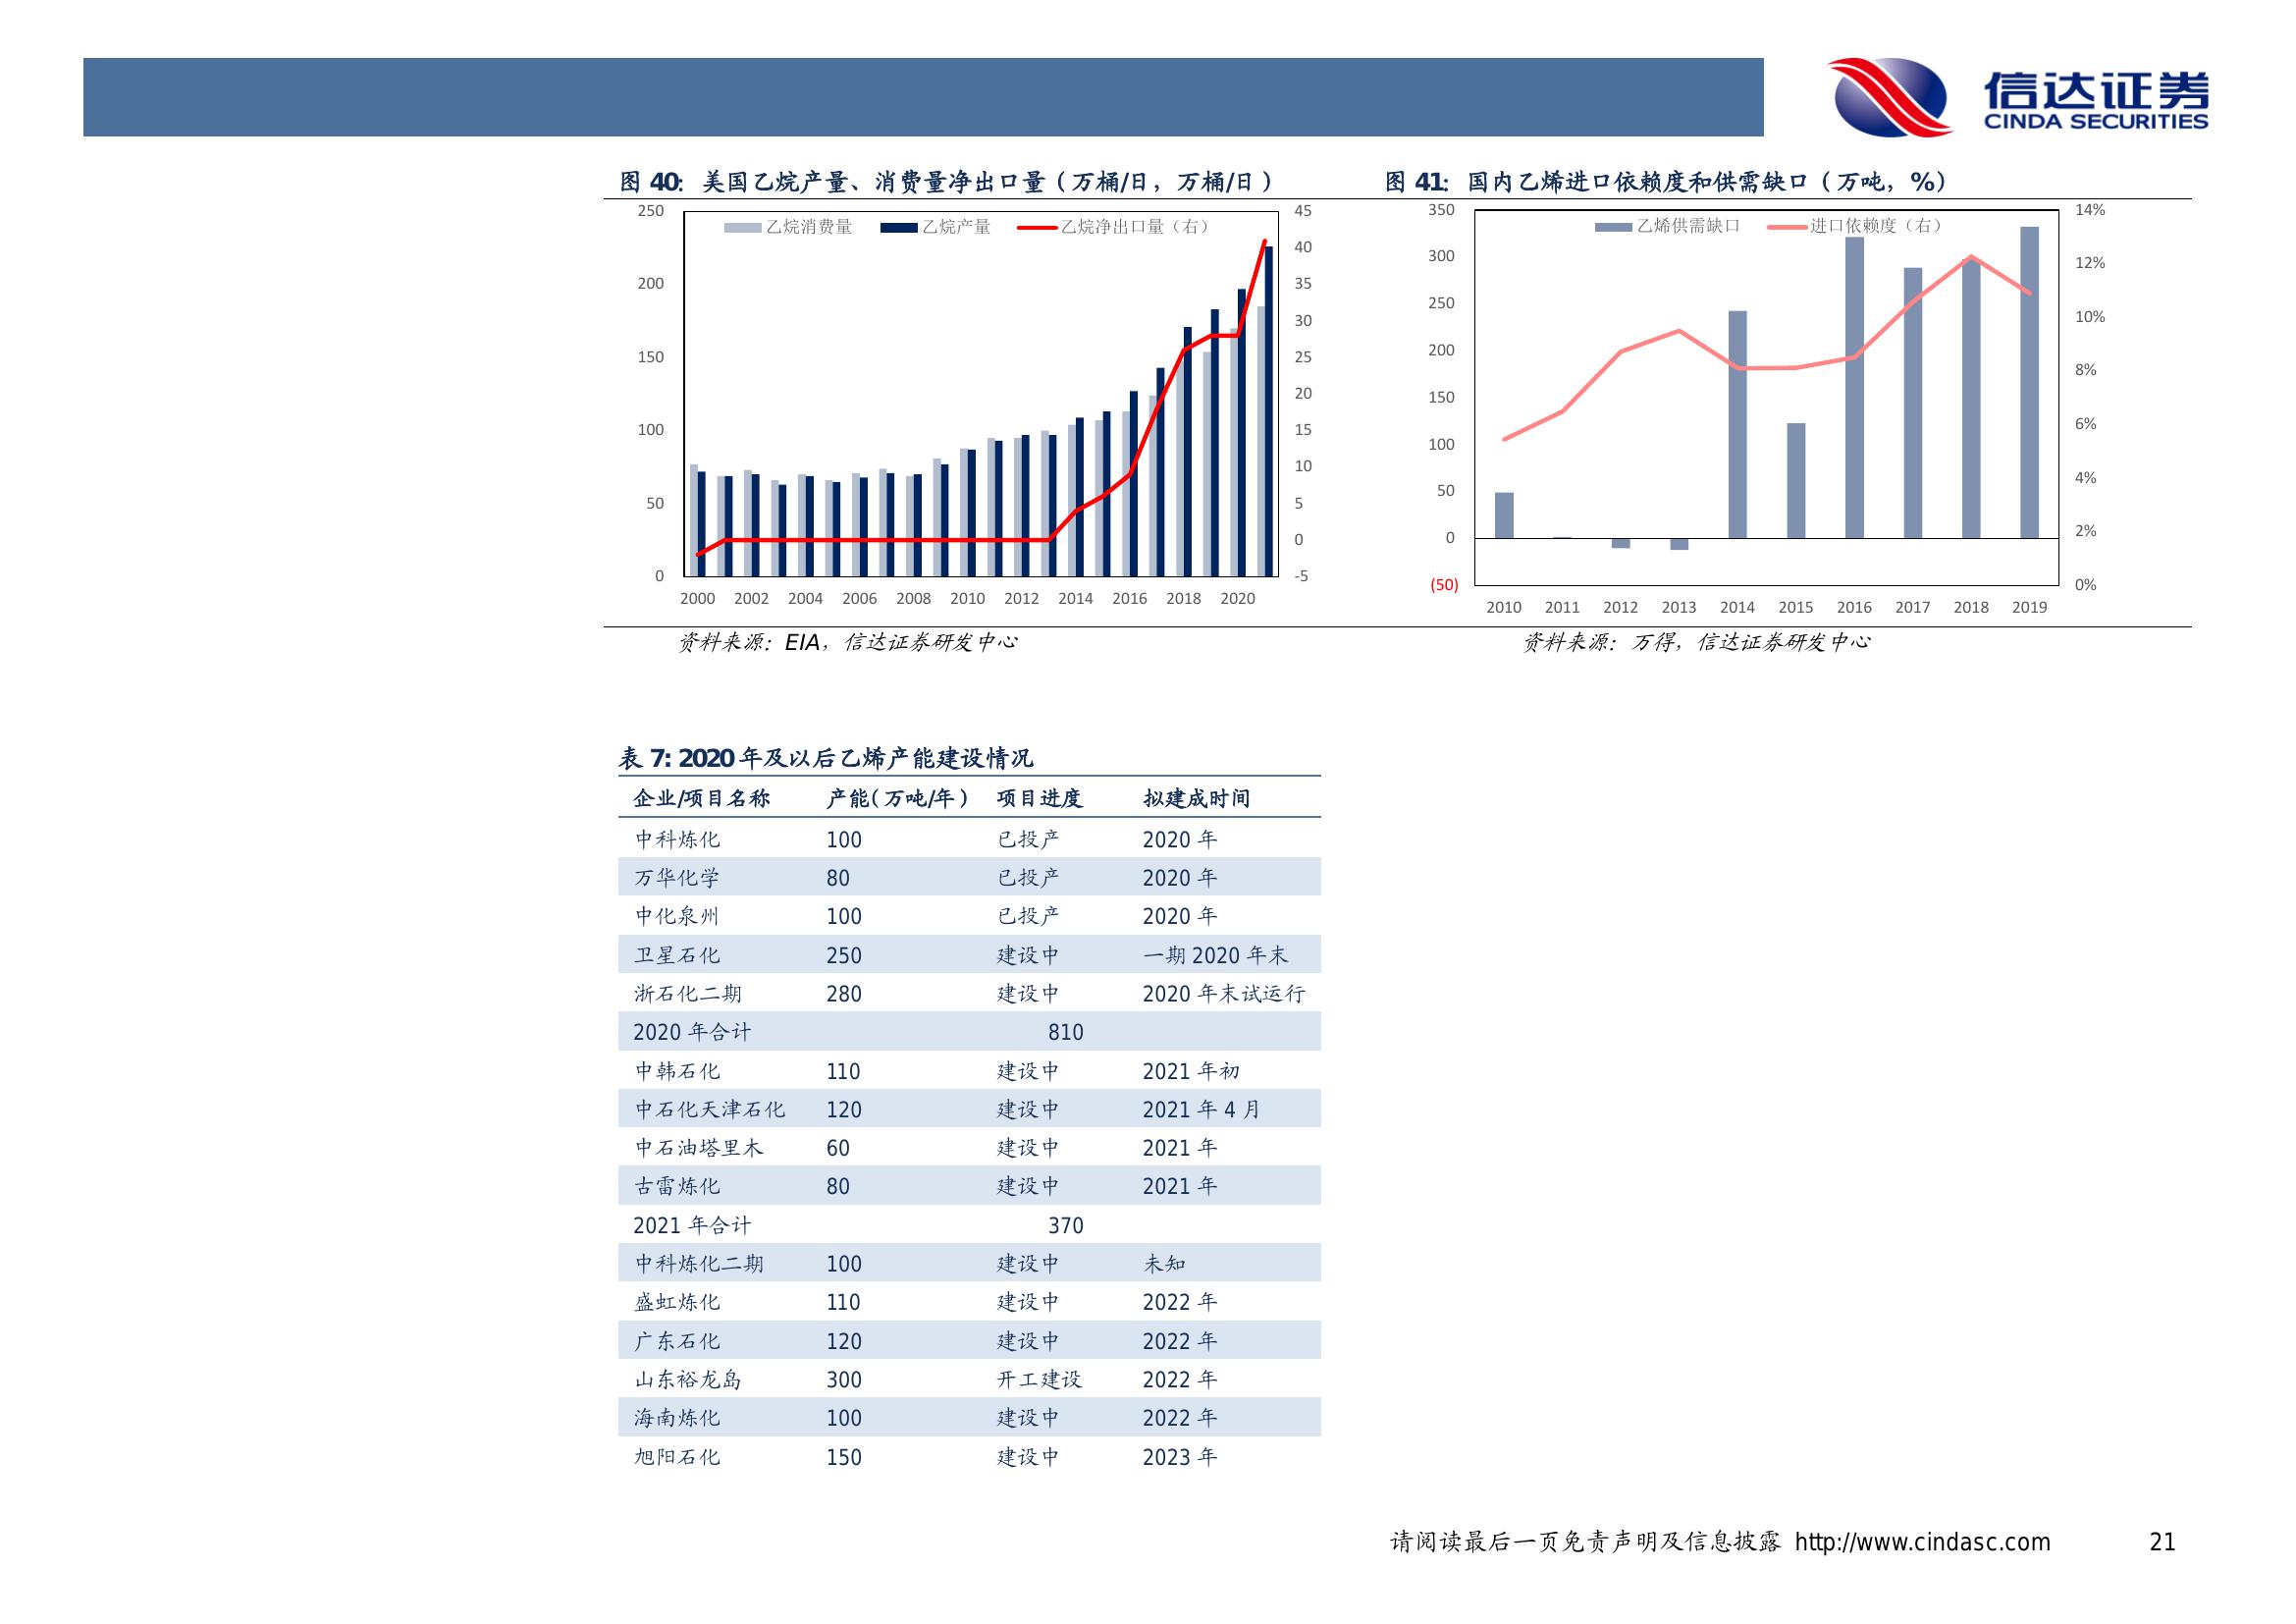 信达证券
CINDA SECURITIES
图 40: 美国乙烷产量、消费量净出口量（万桶/日，万桶/日）
250
200
150
100
50
0
乙烷消费量 乙烷产量 乙烷净出口量（右）
45
40
35
30
25
20
15
10
5
0
-5
2000 2002 2004 2006 2008 2010 2012 2014 2016 2018 2020
资料来源：EIA，信达证券研发中心
图 41: 国内乙烯进口依赖度和供需缺口（万吨，%）
350
300
250
200
150
100
50
0
(50)
乙烯供需缺口 进口依赖度（右）
14%
12%
10%
8%
6%
4%
2%
0%
2010 2011 2012 2013 2014 2015 2016 2017 2018 2019
资料来源：万得，信达证券研发中心
表 7: 2020 年及以后乙烯产能建设情况
企业/项目名称 产能（万吨/年） 项目进度 拟建成时间
中科炼化 100 已投产 2020 年
万华化学 80 已投产 2020 年
中化泉州 100 已投产 2020 年
卫星石化 250 建设中 一期 2020 年末
浙石化二期 280 建设中 2020 年末试运行
2020 年合计 810
中韩石化 110 建设中 2021 年初
中石化天津石化 120 建设中 2021 年 4 月
中石油塔里木 60 建设中 2021 年
古雷炼化 80 建设中 2021 年
2021 年合计 370
中科炼化二期 100 建设中 未知
盛虹炼化 110 建设中 2022 年
广东石化 120 建设中 2022 年
山东裕龙岛 300 开工建设 2022 年
海南炼化 100 建设中 2022 年
旭阳石化 150 建设中 2023 年
请阅读最后一页免责声明及信息披露 http://www.cindasc.com 21